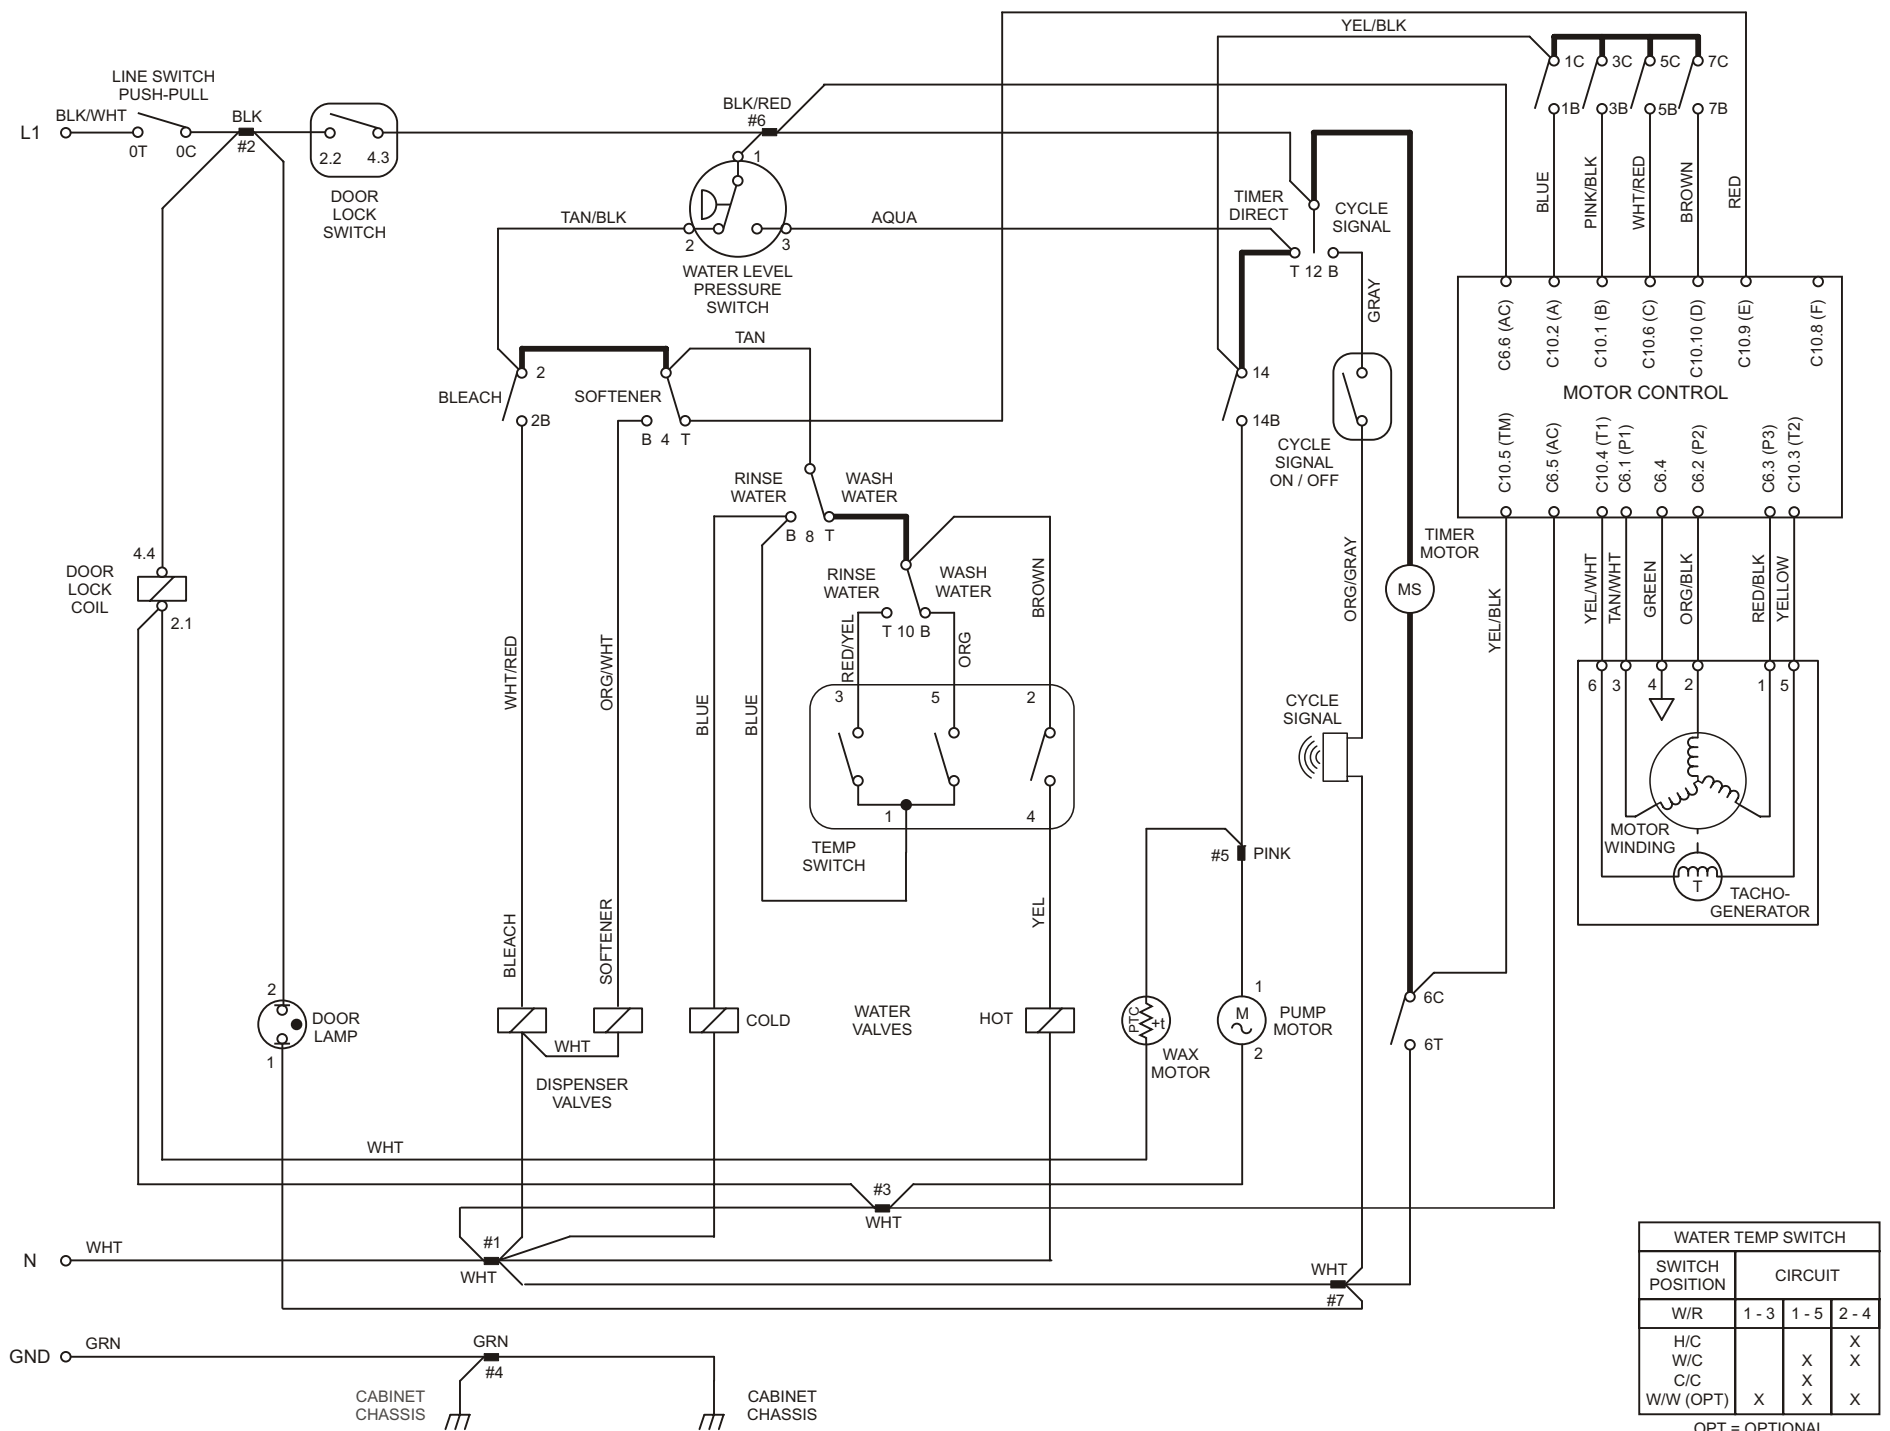 YEL/BLK
LINE SWITCH
PUSH-PULL
BLK/WHT
L1
0T
0C
BLK
#2
2.2
4.3
DOOR
LOCK
SWITCH
BLK/RED
#6
1
TAN/BLK
2
3
AQUA
WATER LEVEL
PRESSURE
SWITCH
TIMER
DIRECT
CYCLE
SIGNAL
T 12 B
GRAY
1C
3C
5C
7C
1B
3B
5B
7B
BLUE
PINK/BLK
WHT/RED
BROWN
RED
C6.6 (AC)
C10.2 (A)
C10.1 (B)
C10.6 (C)
C10.10 (D)
C10.9 (E)
C10.8 (F)
MOTOR CONTROL
C10.5 (TM)
C6.5 (AC)
C10.4 (T1)
C6.1 (P1)
C6.4
C6.2 (P2)
C6.3 (P3)
C10.3 (T2)
TAN
BLEACH
2
2B
SOFTENER
B 4 T
14
14B
CYCLE
SIGNAL
ON / OFF
RINSE
WATER
WASH
WATER
B 8 T
RINSE
WATER
WASH
WATER
T 10 B
BROWN
RED/YEL
ORG
ORG/GRAY
TIMER
MOTOR
MS
YEL/BLK
YEL/WHT
TAN/WHT
GREEN
ORG/BLK
RED/BLK
YELLOW
4.4
DOOR
LOCK
COIL
2.1
WHT/RED
ORG/WHT
BLUE
BLUE
3
5
2
1
4
TEMP
SWITCH
CYCLE
SIGNAL
6
3
4
2
1
5
MOTOR
WINDING
T
TACHO-
GENERATOR
#5
PINK
BLEACH
SOFTENER
YEL
2
DOOR
LAMP
1
WHT
DISPENSER
VALVES
COLD
WATER
VALVES
HOT
PTC
+t
WAX
MOTOR
1
M
2
PUMP
MOTOR
6C
6T
WHT
#3
WHT
N
WHT
#1
WHT
WHT
#7
GND
GRN
GRN
#4
CABINET
CHASSIS
CABINET
CHASSIS
WATER TEMP SWITCH
SWITCH
POSITION
CIRCUIT
W/R 1 - 3 1 - 5 2 - 4
H/C X
W/C X X
C/C X
W/W (OPT) X X X
OPT = OPTIONAL